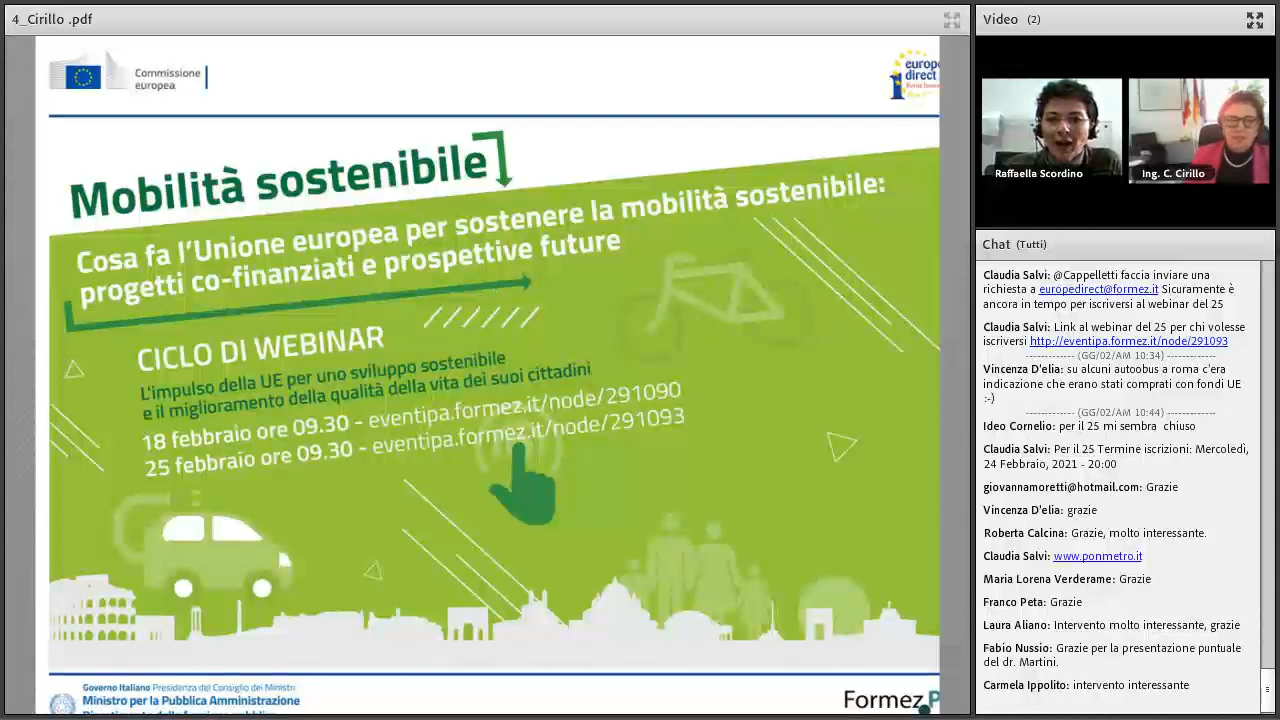 4_Cirillo .pdf
Commissione
europea
europe
direct
Mobilità sostenibile
Cosa fa l'Unione europea per sostenere la mobilità sostenibile:
progetti co-finanziati e prospettive future
CICLO DI WEBINAR
L'impulso della UE per uno sviluppo sostenibile
e il miglioramento della qualità della vita dei suoi cittadini
18 febbraio ore 09.30 - eventipa.formez.it/node/291090
25 febbraio ore 09.30 - eventipa.formez.it/node/291093
Governo Italiano Presidenza del Consiglio dei Ministri
Ministro per la Pubblica Amministrazione
Dipartimento della funzione pubblica
Formez P
Video (2)
Raffaella Scordino
Ing. C. Cirillo
Chat (Tutti)
Claudia Salvi: @Cappelletti faccia inviare una
richiesta a europedirect@formez.it Sicuramente è
ancora in tempo per iscriversi al webinar del 25
Claudia Salvi: Link al webinar del 25 per chi volesse
iscriversi http://eventipa.formez.it/node/291093
------------ (GG/02/AM 10:34) ------------
Vincenza D'elia: su alcuni autoobus a roma c'era
indicazione che erano stati comprati con fondi UE
:-)
------------ (GG/02/AM 10:44) ------------
Ideo Cornelio: per il 25 mi sembra chiuso
Claudia Salvi: Per il 25 Termine iscrizioni: Mercoledì,
24 Febbraio, 2021 - 20:00
giovannamoretti@hotmail.com: Grazie
Vincenza D'elia: grazie
Roberta Calcina: Grazie, molto interessante.
Claudia Salvi: www.ponmetro.it
Maria Lorena Verderame: Grazie
Franco Peta: Grazie
Laura Aliano: Intervento molto interessante, grazie
Fabio Nussio: Grazie per la presentazione puntuale
del dr. Martini.
Carmela Ippolito: intervento interessante